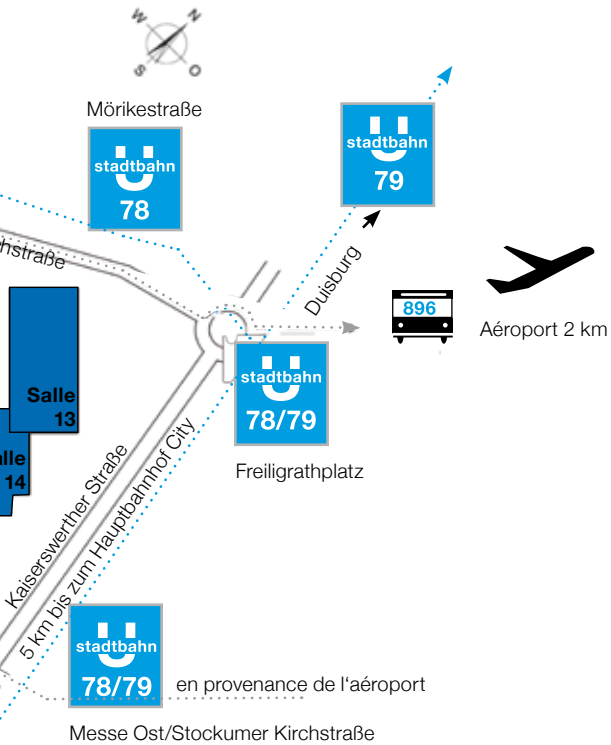 W
N
S
O
Mörikestraße
stadtbahn
78
stadtbahn
79
Duisburg
896
Aéroport 2 km
Salle
13
14
stadtbahn
78/79
Freiligrathplatz
Kaiserswerther Straße
5 km bis zum Hauptbahnhof City
stadtbahn
78/79
en provenance de l'aéroport
Messe Ost/Stockumer Kirchstraße